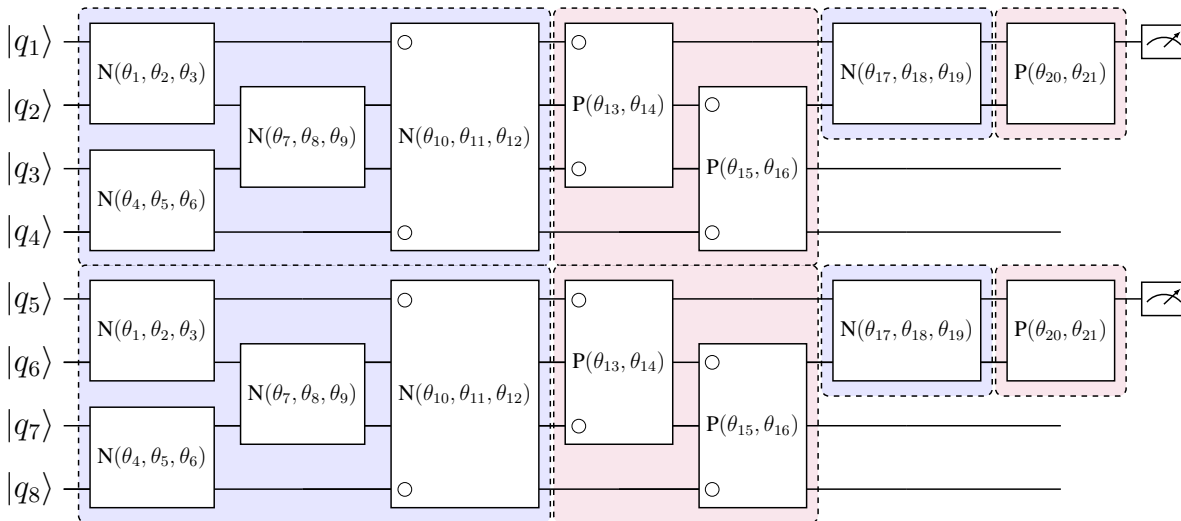 |q₁⟩
N(θ₁, θ₂, θ₃)
N(θ₁₀, θ₁₁, θ₁₂)
P(θ₁₃, θ₁₄)
N(θ₁₇, θ₁₈, θ₁₉)
P(θ₂₀, θ₂₁)
|q₂⟩
N(θ₇, θ₈, θ₉)
P(θ₁₅, θ₁₆)
|q₃⟩
N(θ₄, θ₅, θ₆)
|q₄⟩
|q₅⟩
N(θ₁, θ₂, θ₃)
N(θ₁₀, θ₁₁, θ₁₂)
P(θ₁₃, θ₁₄)
N(θ₁₇, θ₁₈, θ₁₉)
P(θ₂₀, θ₂₁)
|q₆⟩
N(θ₇, θ₈, θ₉)
P(θ₁₅, θ₁₆)
|q₇⟩
N(θ₄, θ₅, θ₆)
|q₈⟩